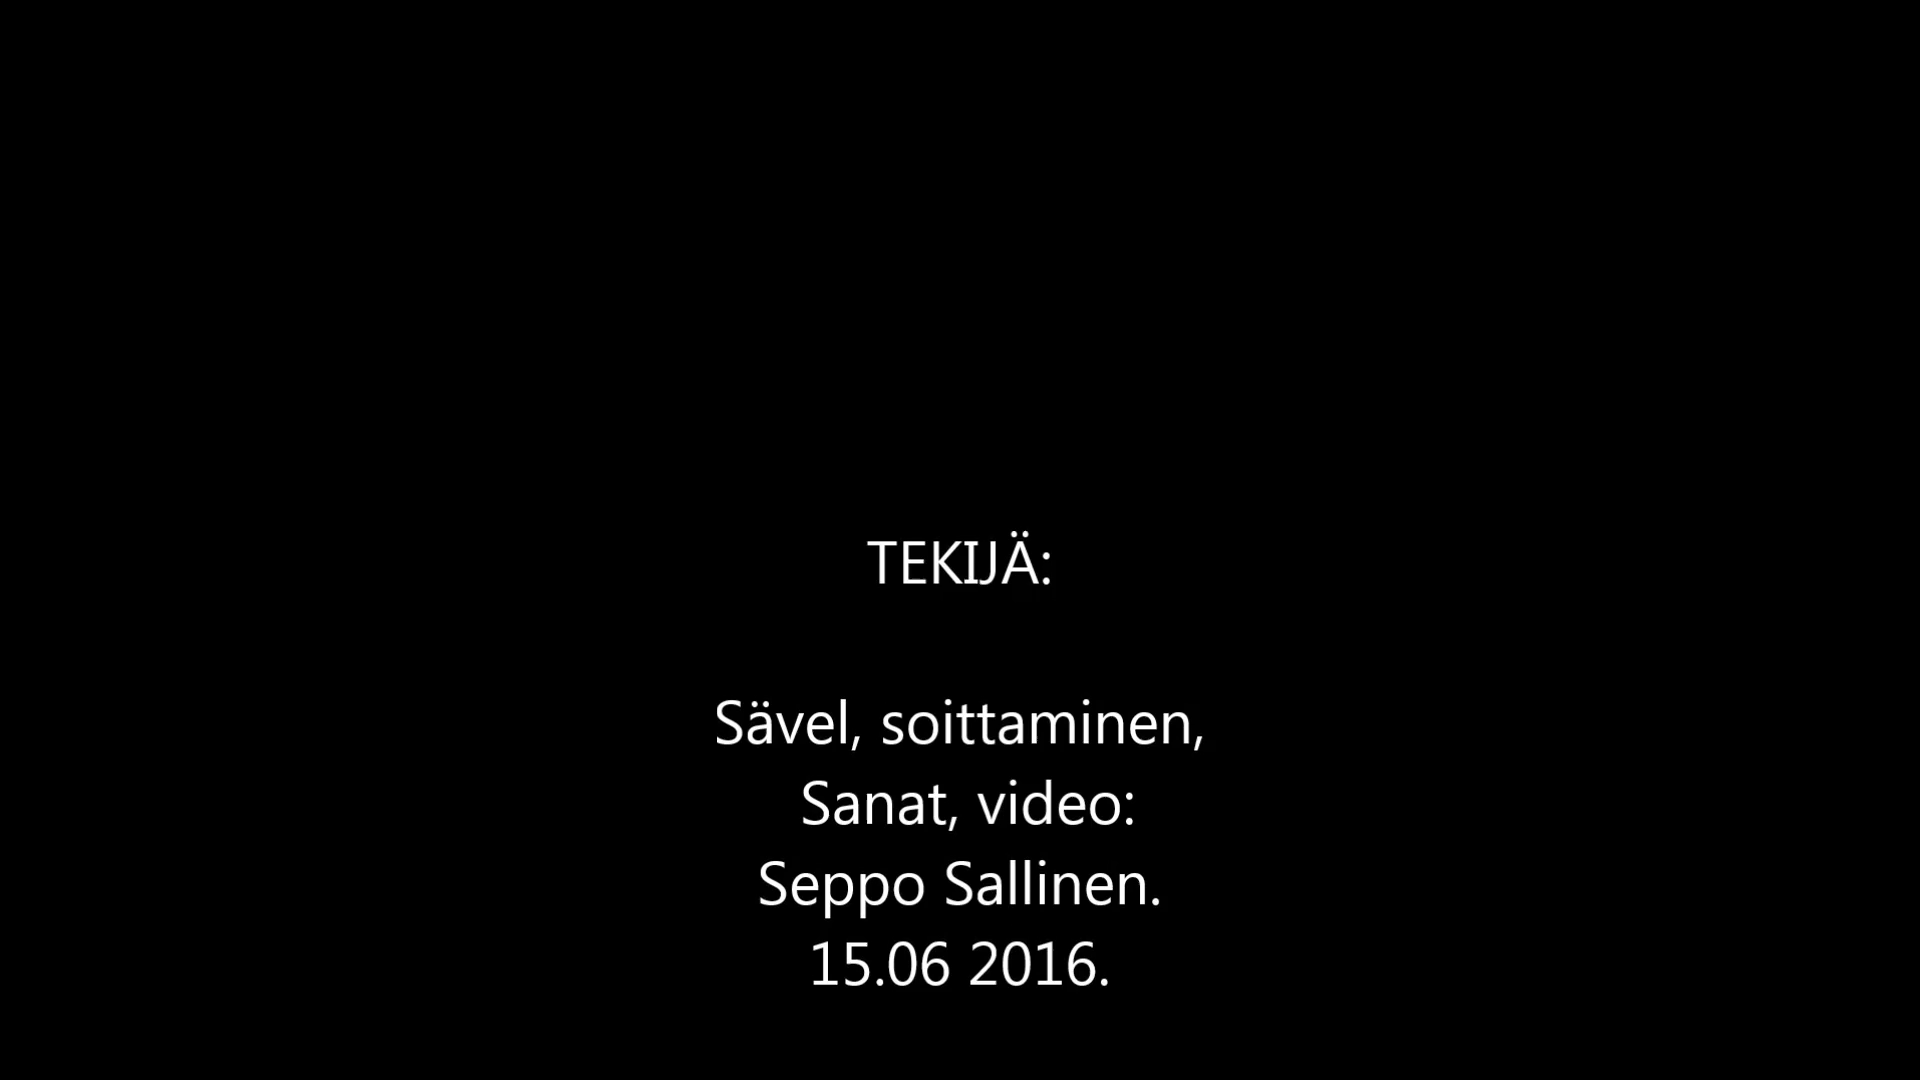 TEKIJÄ:
Sävel, soittaminen,
Sanat, video:
Seppo Sallinen.
15.06 2016.